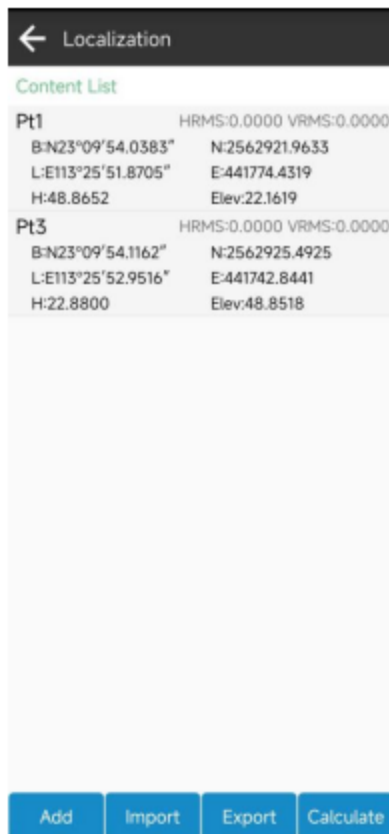 Localization
Content List
Pt1 HRMS:0.0000 VRMS:0.0000
B:N23°09'54.0383" N:2562921.9633
L:E113°25'51.8705" E:441774.4319
H:48.8652 Elev:22.1619
Pt3 HRMS:0.0000 VRMS:0.0000
B:N23°09'54.1162" N:2562925.4925
L:E113°25'52.9516" E:441742.8441
H:22.8800 Elev:48.8518
Add Import Export Calculate